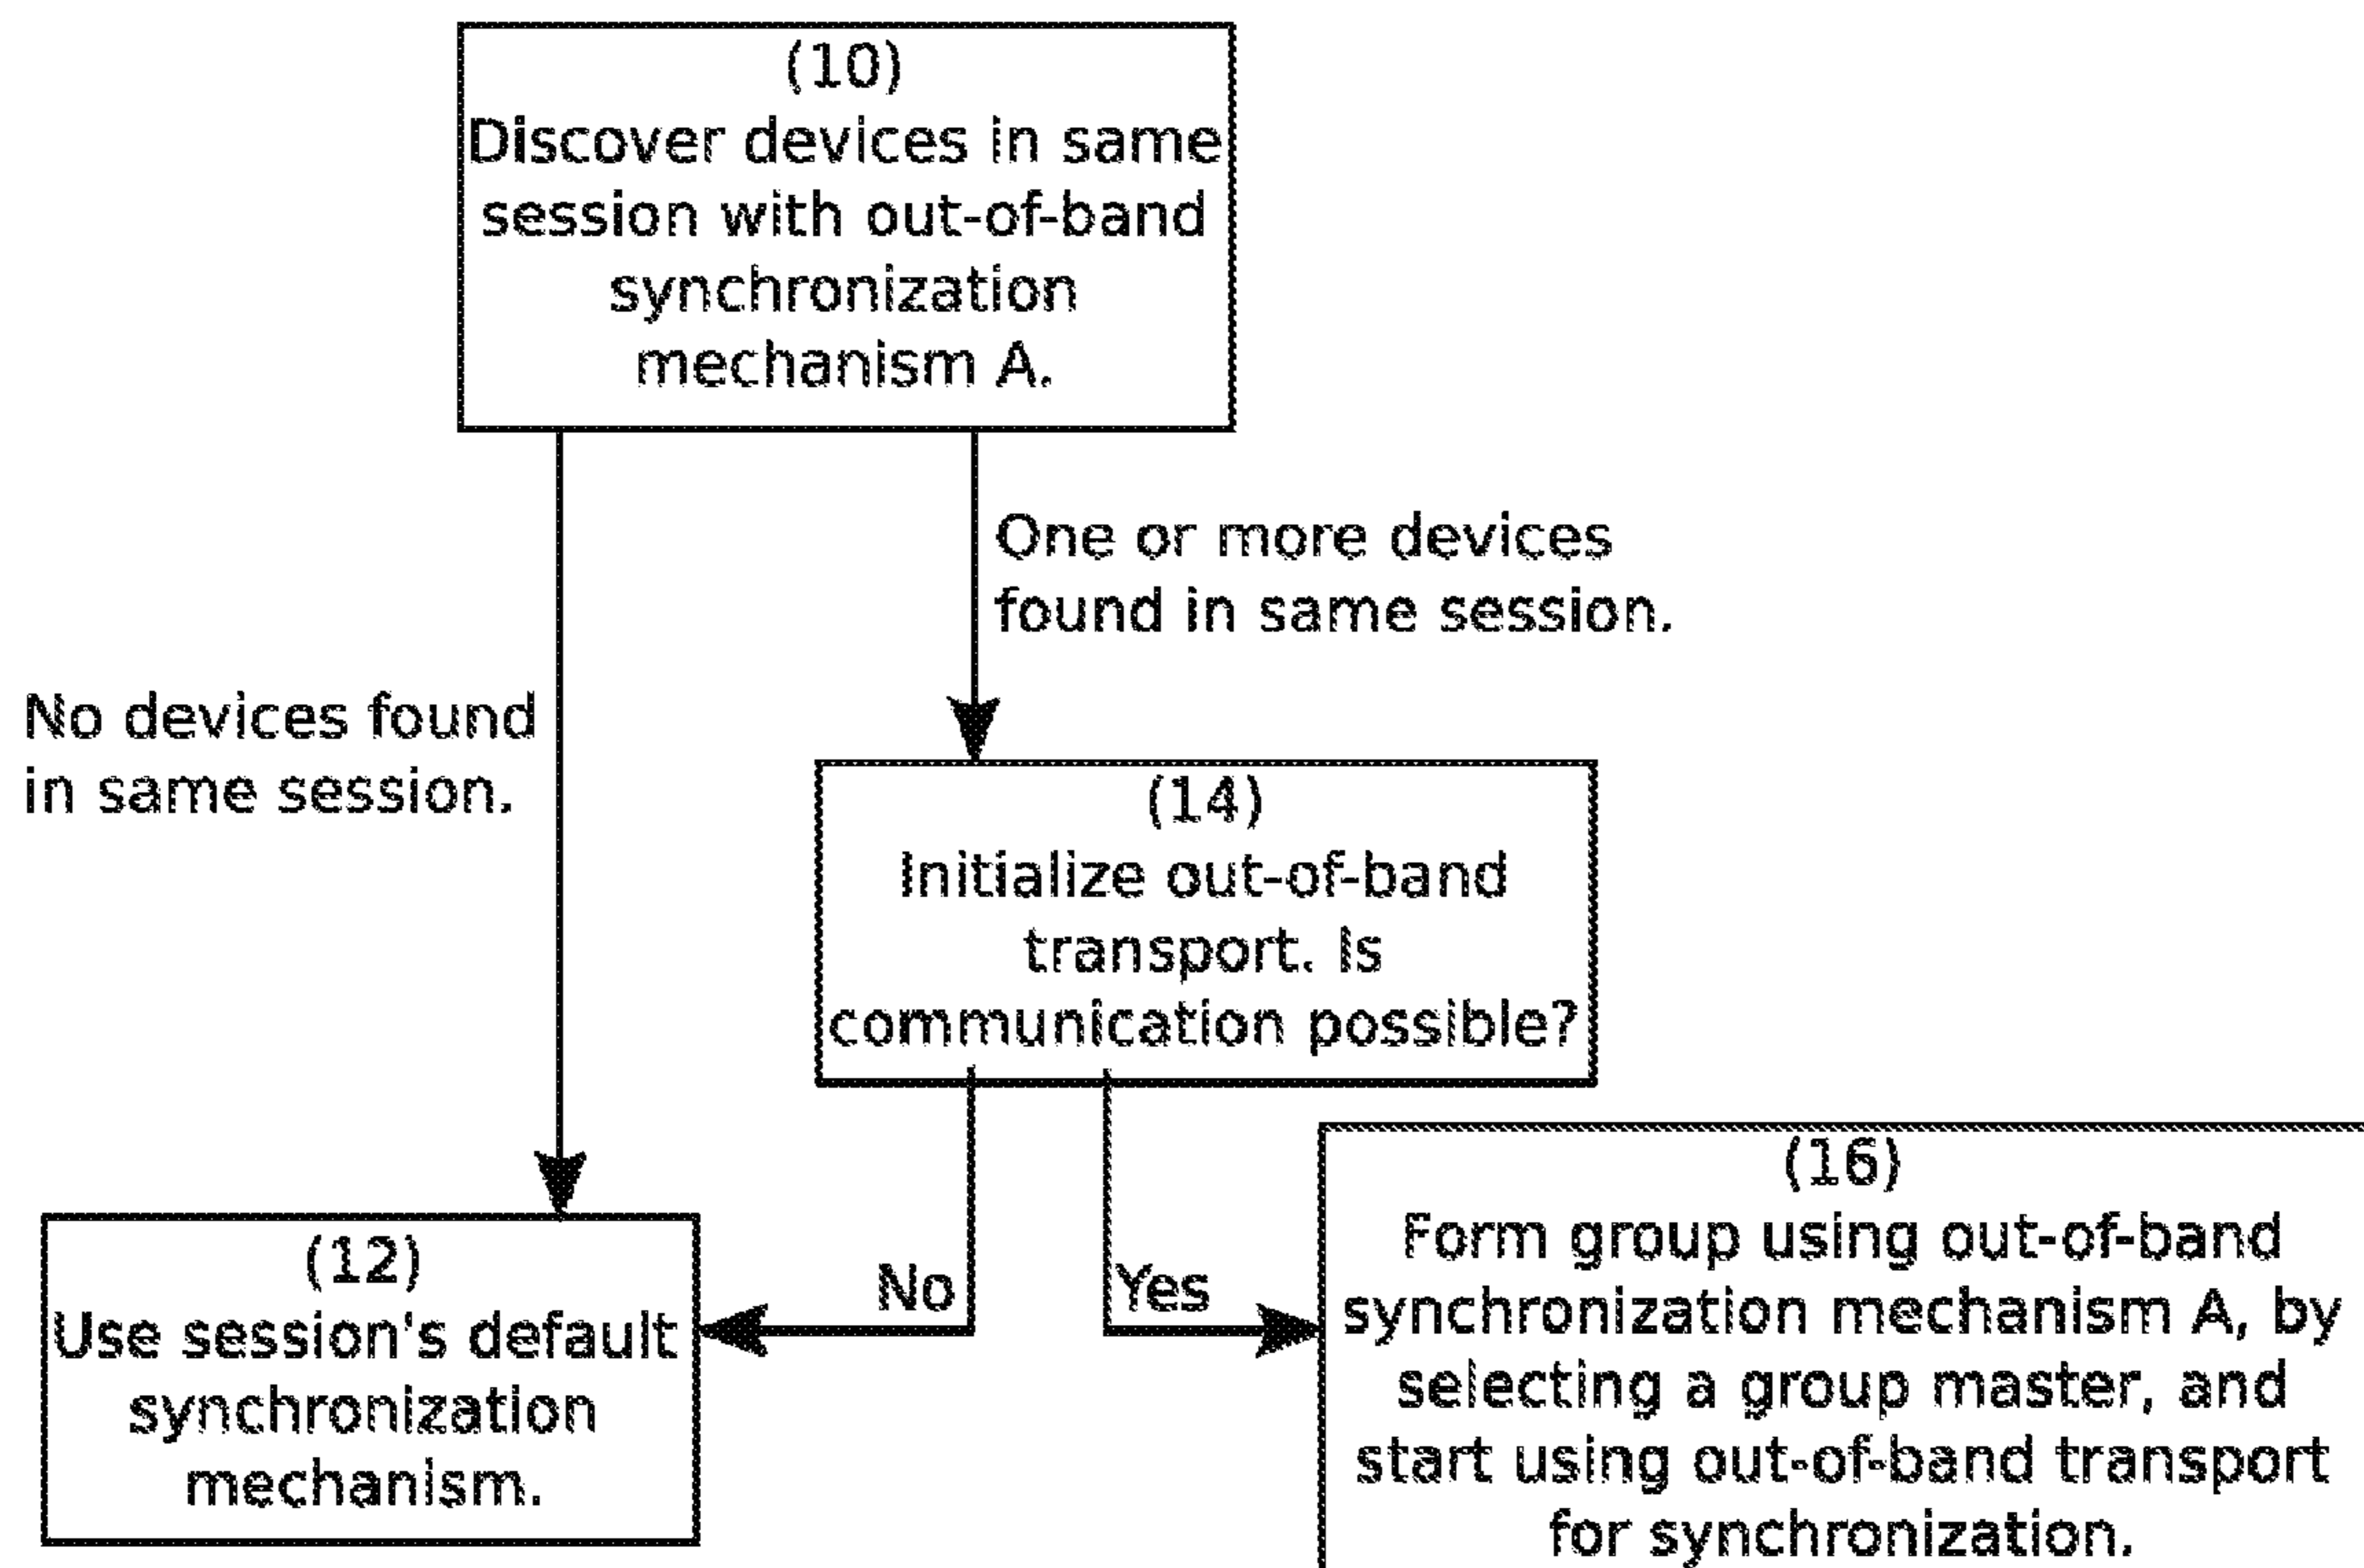 (10)
Discover devices in same
session with out-of-band
synchronization
mechanism A.
One or more devices
found in same session.
No devices found
in same session.
(14)
Initialize out-of-band
transport. Is
communication possible?
No
Yes
(12)
Use session's default
synchronization
mechanism.
(16)
Form group using out-of-band
synchronization mechanism A, by
selecting a group master, and
start using out-of-band transport
for synchronization.